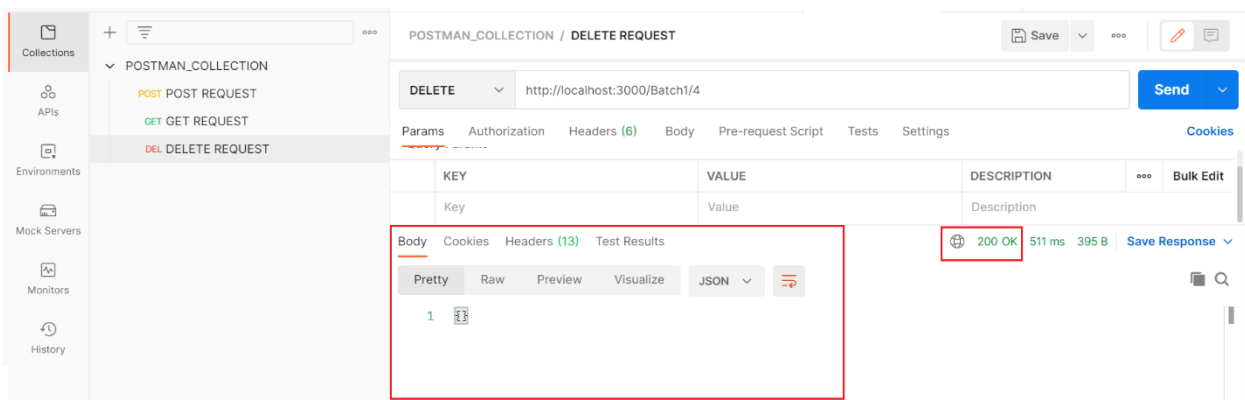 Collections
APIs
Environments
Mock Servers
Monitors
History
POSTMAN_COLLECTION
POST POST REQUEST
GET GET REQUEST
DEL DELETE REQUEST
POSTMAN_COLLECTION / DELETE REQUEST
Save
DELETE http://localhost:3000/Batch1/4 Send
Params Authorization Headers (6) Body Pre-request Script Tests Settings Cookies
KEY VALUE DESCRIPTION Bulk Edit
Key Value Description
Body Cookies Headers (13) Test Results 200 OK 511 ms 395 B Save Response
Pretty Raw Preview Visualize JSON
1 {}